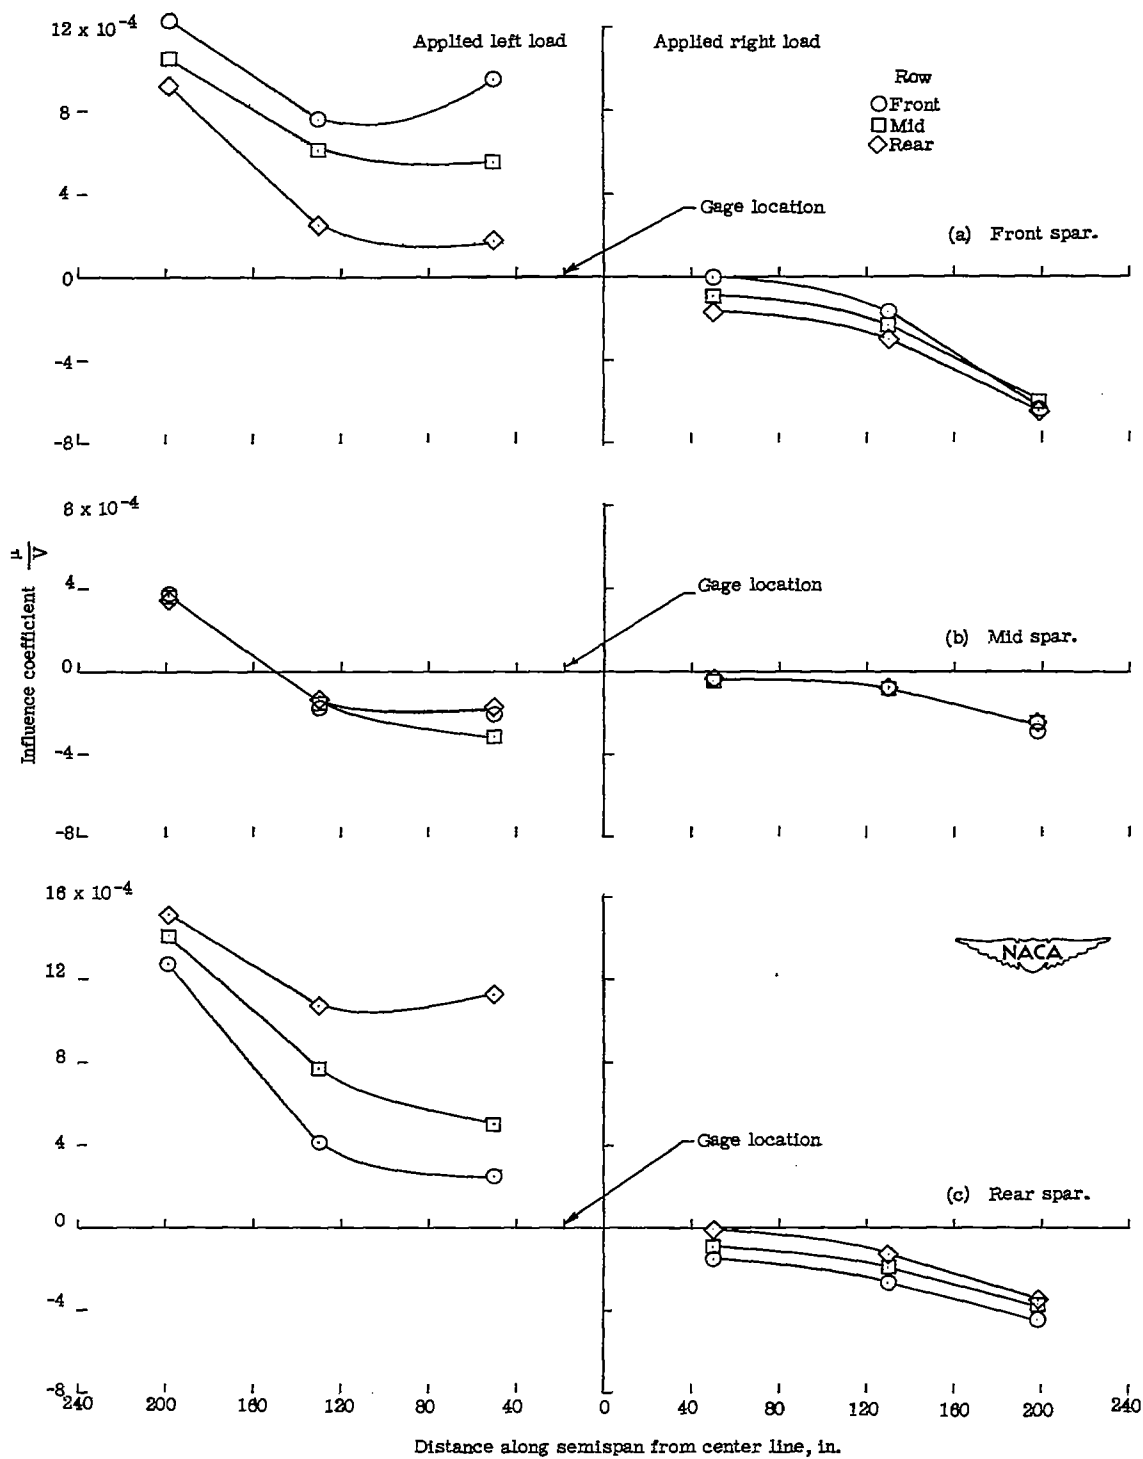 12 x 10-4
Applied left load
Applied right load
Row
Front
Mid
Rear
8
4
Gage location
(a) Front spar.
0
-4
-8
8 x 10-4
4
Gage location
(b) Mid spar.
0
-4
-8
Influence coefficient μ/V
16 x 10-4
NACA
12
8
4
Gage location
(c) Rear spar.
0
-4
-8
240 200 160 120 80 40 0 40 80 120 160 200 240
Distance along semispan from center line, in.